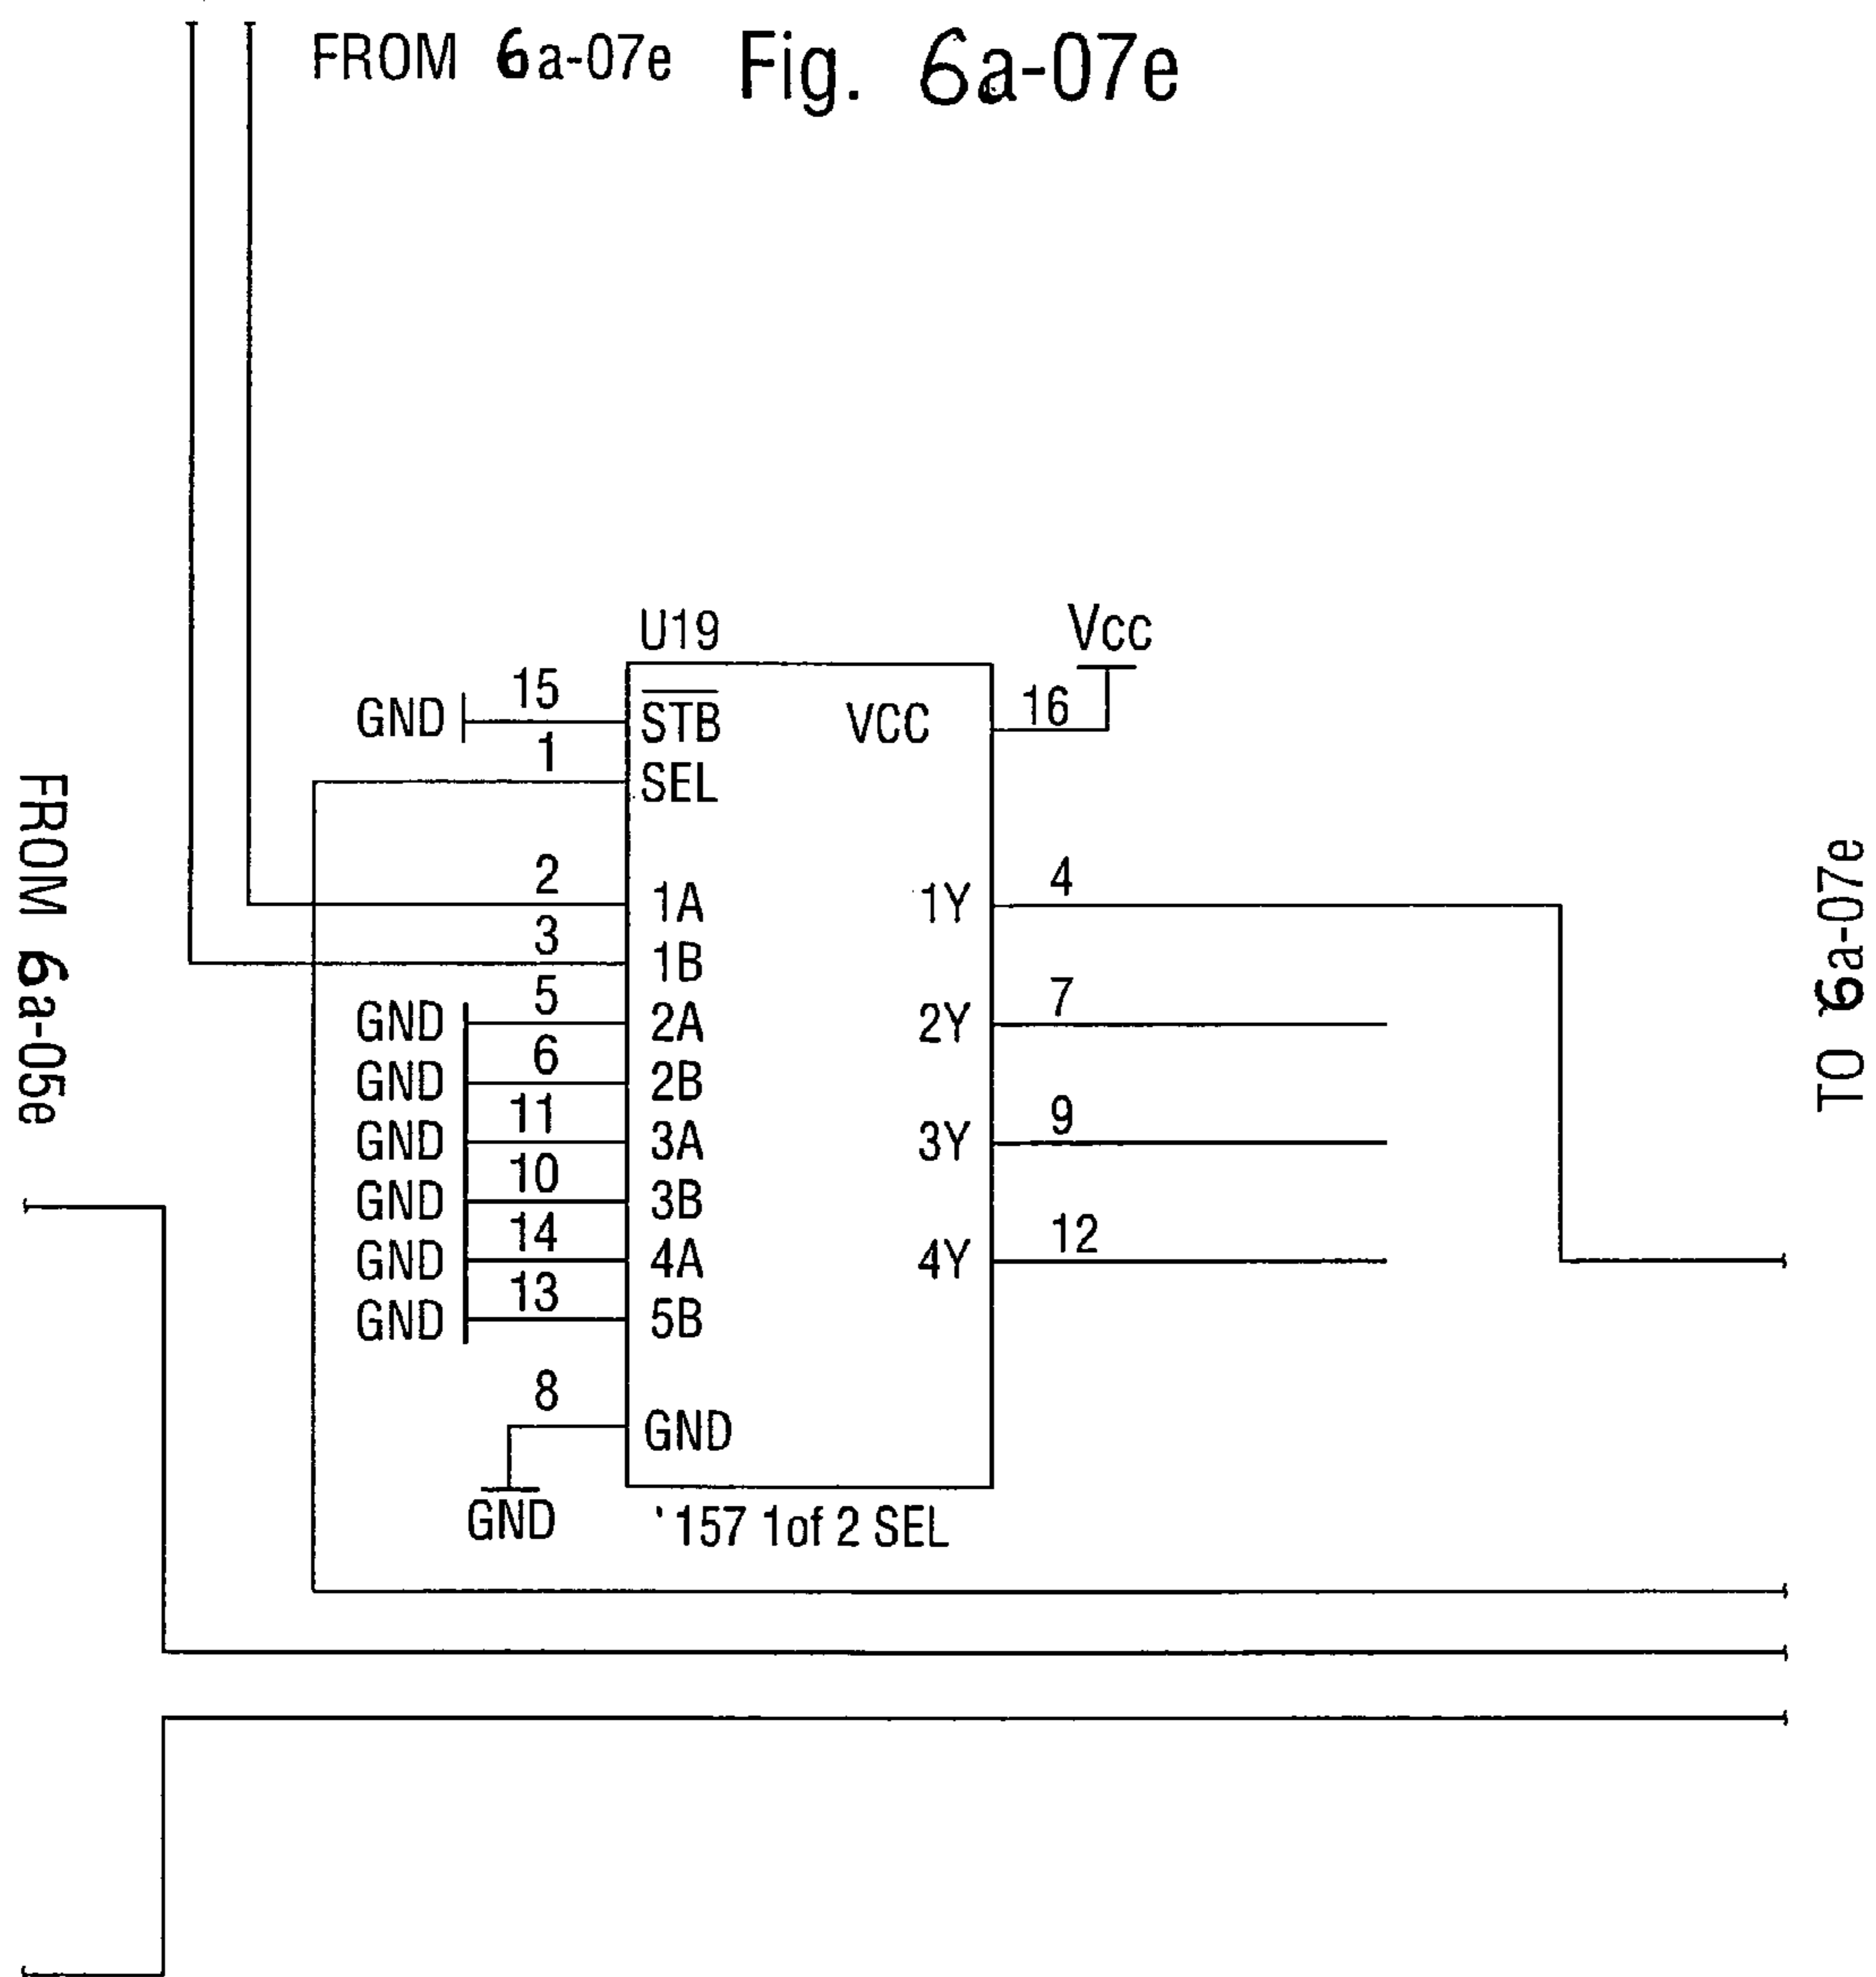 FROM 6a-07e
Fig. 6a-07e
U19
Vcc
GND 15 STB VCC 16
1 SEL
2 1A 1Y 4
3 1B
GND 5 2A 2Y 7
GND 6 2B
GND 11 3A 3Y 9
GND 10 3B
GND 14 4A 4Y 12
GND 13 5B
8 GND
GND
'157 1of 2 SEL
FROM 6a-05e
TO 6a-07e